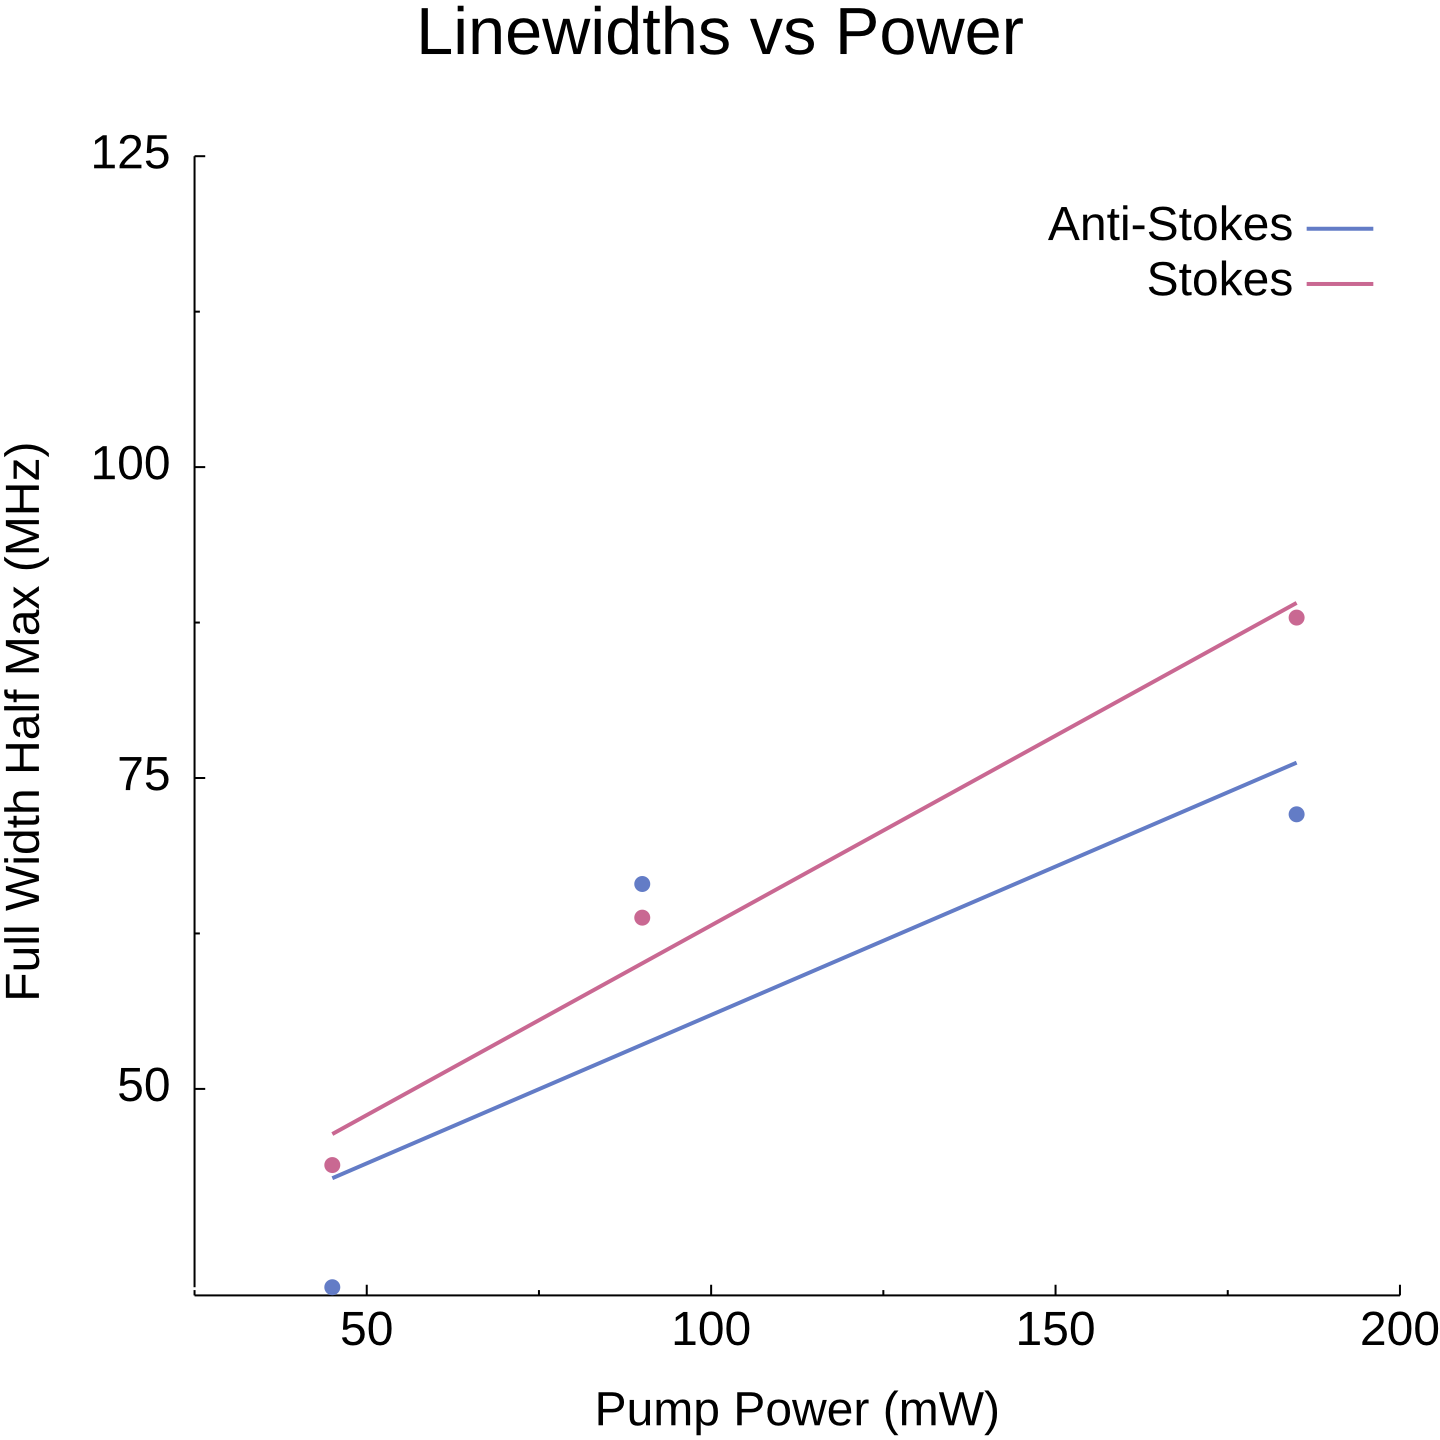 Linewidths vs Power
125
100
75
50
Full Width Half Max (MHz)
Anti-Stokes
Stokes
50 100 150 200
Pump Power (mW)